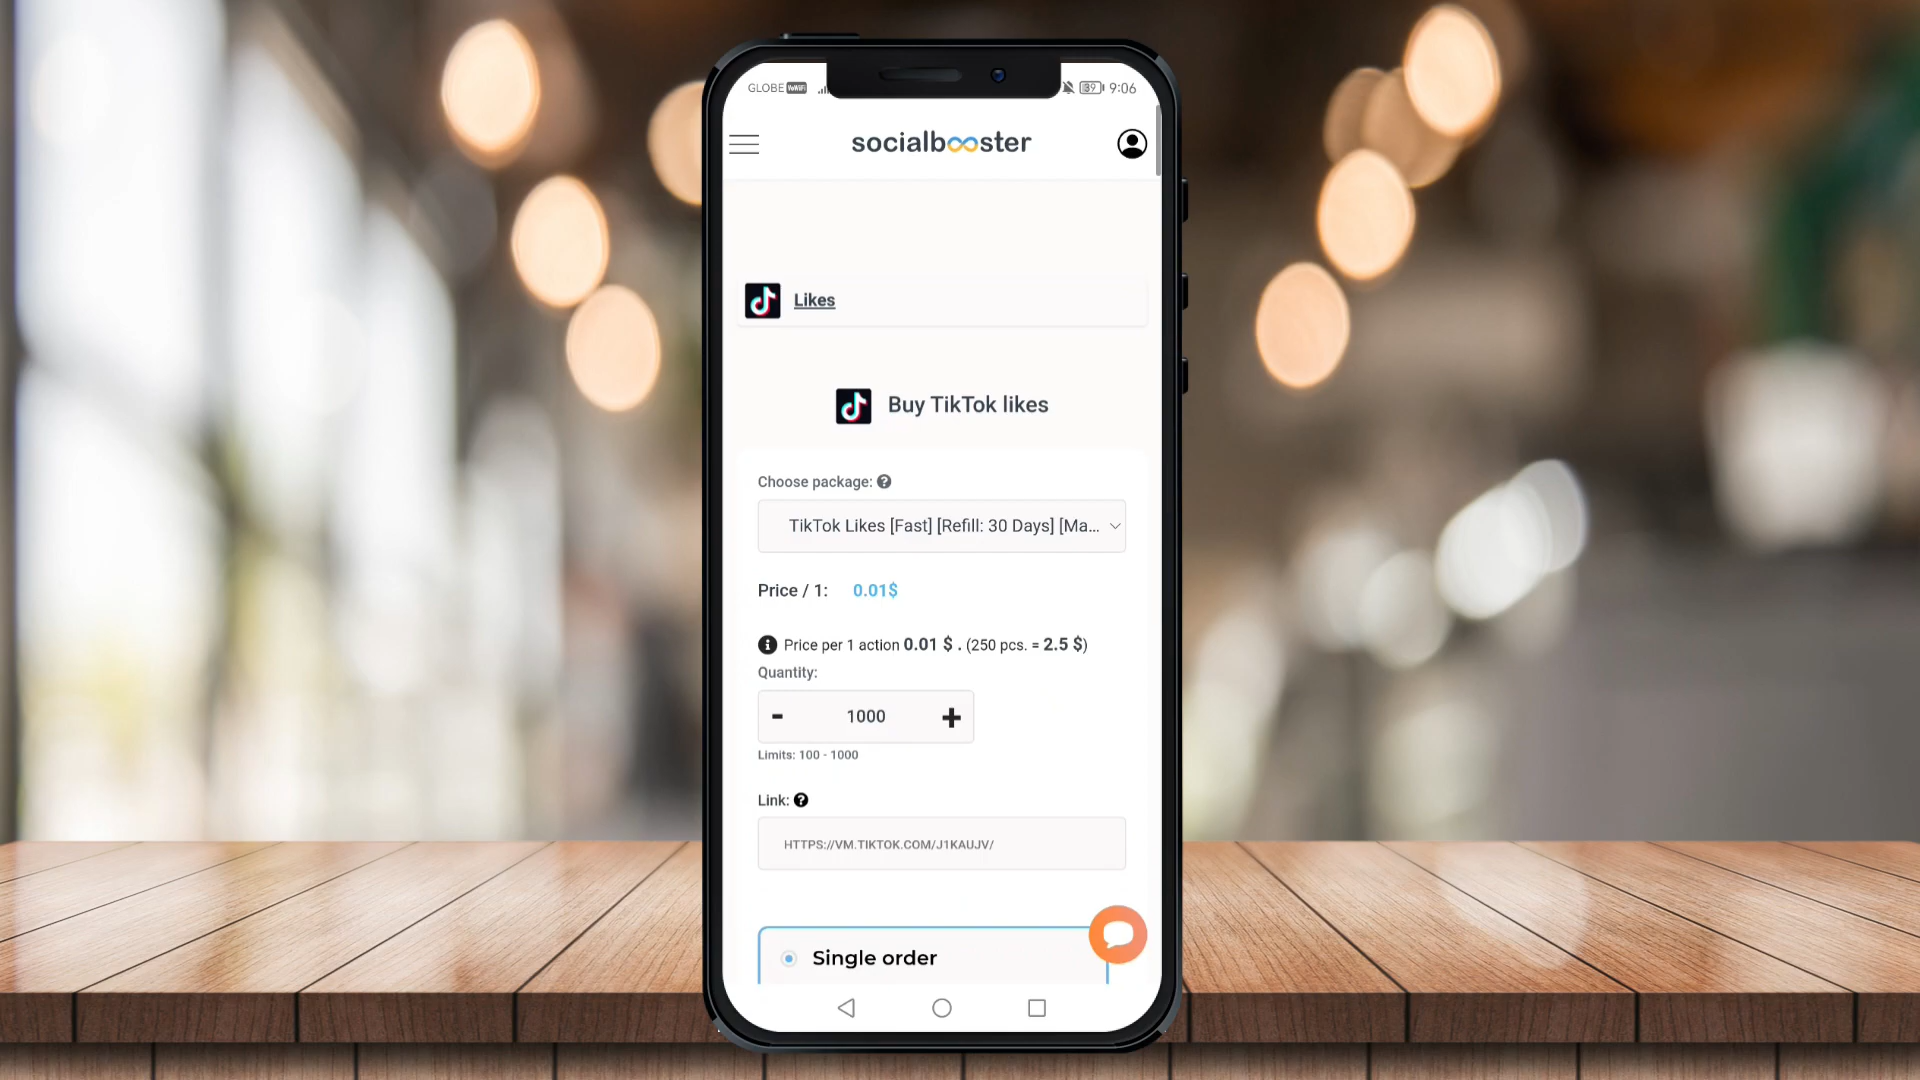 GLOBE VoWiFi 39 9:06
socialbooster
Likes
Buy TikTok likes
Choose package: ?
TikTok Likes [Fast] [Refill: 30 Days] [Ma...
Price / 1: 0.01$
i Price per 1 action 0.01 $ . (250 pcs. = 2.5 $)
Quantity:
- 1000 +
Limits: 100 - 1000
Link: ?
HTTPS://VM.TIKTOK.COM/J1KAUJV/
Single order